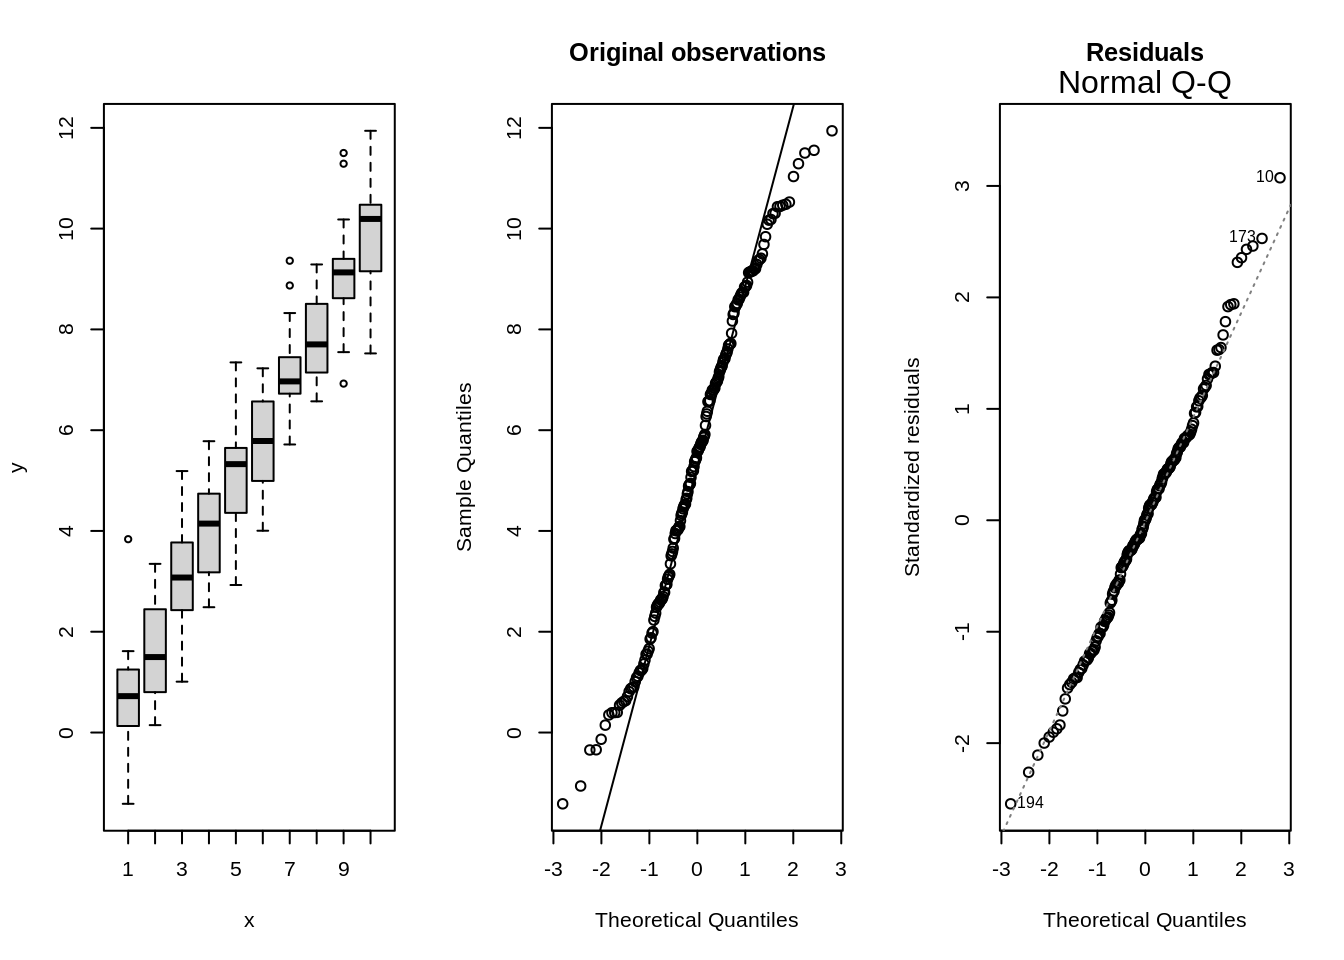 12
10
8
6
4
2
0
y
1 3 5 7 9
x
Original observations
12
10
8
6
4
2
0
Sample Quantiles
-3 -2 -1 0 1 2 3
Theoretical Quantiles
Residuals
Normal Q-Q
3
2
1
0
-1
-2
Standardized residuals
10
173
194
-3 -2 -1 0 1 2 3
Theoretical Quantiles